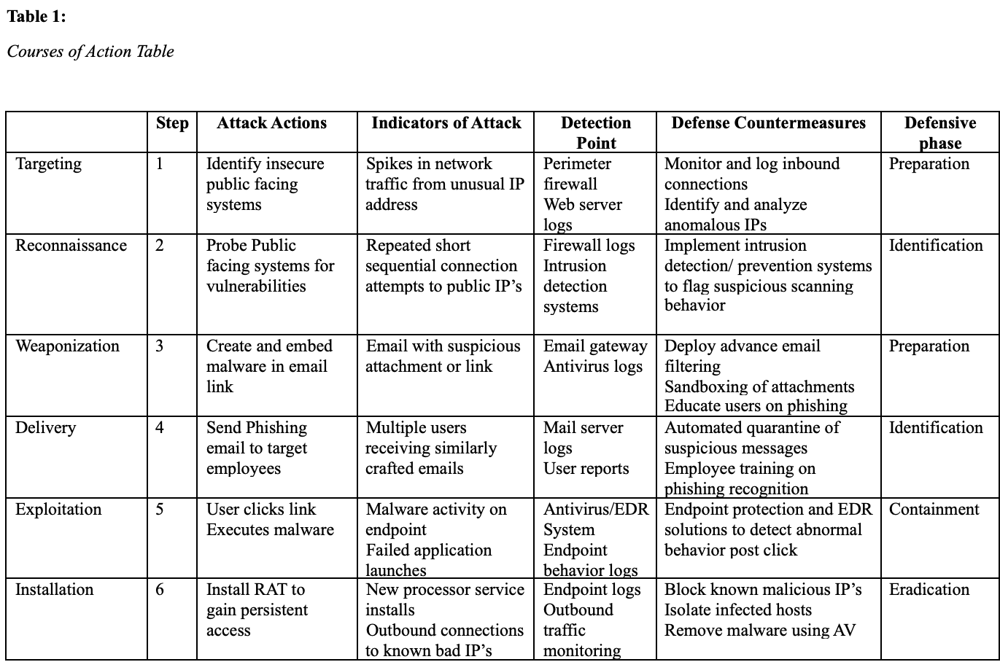 Table 1:
Courses of Action Table
Step
Attack Actions
Indicators of Attack
Detection
Point
Defense Countermeasures
Defensive
phase
Targeting
1
Identify insecure
public facing
systems
Spikes in network
traffic from unusual IP
address
Perimeter
firewall
Web server
logs
Monitor and log inbound
connections
Identify and analyze
anomalous IPs
Preparation
Reconnaissance
2
Probe Public
facing systems for
vulnerabilities
Repeated short
sequential connection
attempts to public IP’s
Firewall logs
Intrusion
detection
systems
Implement intrusion
detection/ prevention systems
to flag suspicious scanning
behavior
Identification
Weaponization
3
Create and embed
malware in email
link
Email with suspicious
attachment or link
Email gateway
Antivirus logs
Deploy advance email
filtering
Sandboxing of attachments
Educate users on phishing
Preparation
Delivery
4
Send Phishing
email to target
employees
Multiple users
receiving similarly
crafted emails
Mail server
logs
User reports
Automated quarantine of
suspicious messages
Employee training on
phishing recognition
Identification
Exploitation
5
User clicks link
Executes malware
Malware activity on
endpoint
Failed application
launches
Antivirus/EDR
System
Endpoint
behavior logs
Endpoint protection and EDR
solutions to detect abnormal
behavior post click
Containment
Installation
6
Install RAT to
gain persistent
access
New processor service
installs
Outbound connections
to known bad IP’s
Endpoint logs
Outbound
traffic
monitoring
Block known malicious IP’s
Isolate infected hosts
Remove malware using AV
Eradication